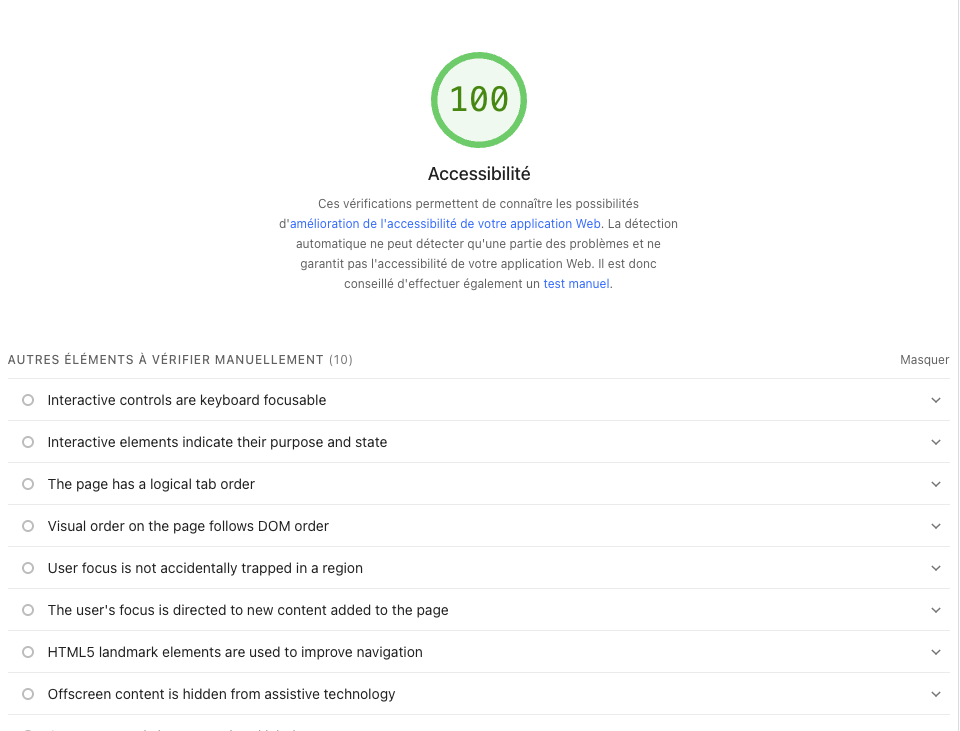 100
Accessibilité
Ces vérifications permettent de connaître les possibilités
d'amélioration de l'accessibilité de votre application Web. La détection
automatique ne peut détecter qu'une partie des problèmes et ne
garantit pas l'accessibilité de votre application Web. Il est donc
conseillé d'effectuer également un test manuel.
AUTRES ÉLÉMENTS À VÉRIFIER MANUELLEMENT (10) Masquer
Interactive controls are keyboard focusable
Interactive elements indicate their purpose and state
The page has a logical tab order
Visual order on the page follows DOM order
User focus is not accidentally trapped in a region
The user's focus is directed to new content added to the page
HTML5 landmark elements are used to improve navigation
Offscreen content is hidden from assistive technology